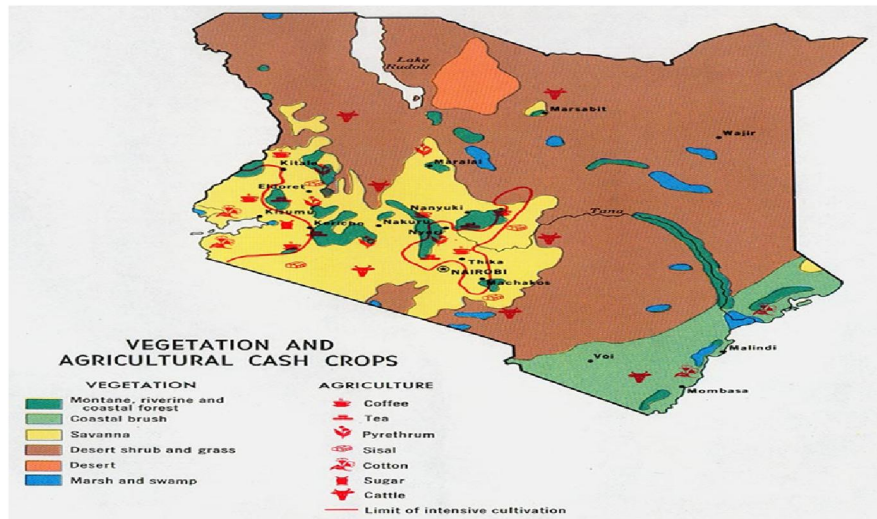 Lake
Rudolf
Marsabit
Wajir
Kitale
Maralal
Eldoret
Nanyuki
Tana
Kisumu
Kericho
Nakuru
Nyeri
Thika
NAIROBI
Machakos
VEGETATION AND
AGRICULTURAL CASH CROPS
VEGETATION
Montane, riverine and
coastal forest
Coastal brush
Savanna
Desert shrub and grass
Desert
Marsh and swamp
AGRICULTURE
Coffee
Tea
Pyrethrum
Sisal
Cotton
Sugar
Cattle
Limit of intensive cultivation
Voi
Malindi
Mombasa